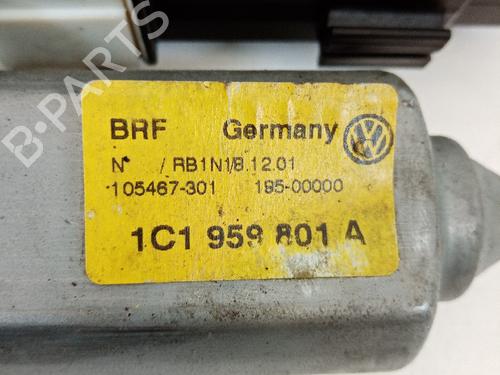 BRF Germany
N / RB1N1/8.12.01
105467-301 195-00000
1C1 959 801 A
B-PARTS